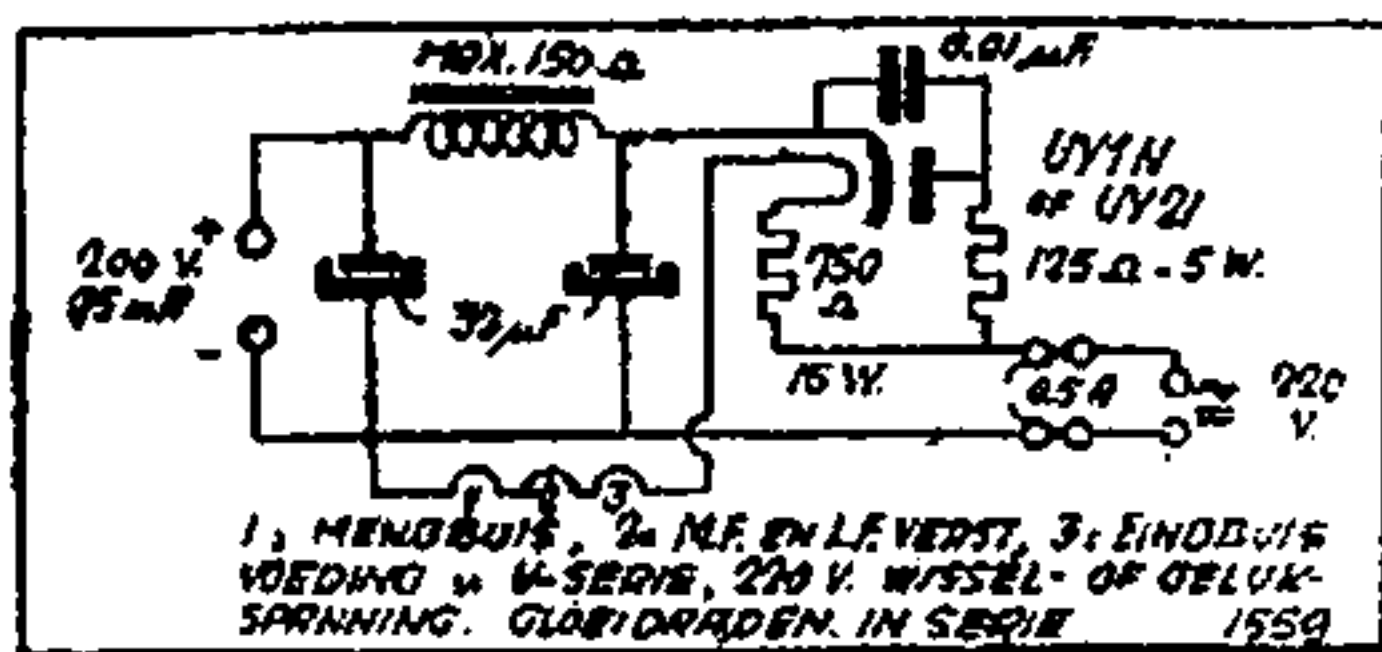 MAX. 150 Ω
0.01 µF.
UY1N
OF UY21
200 V.
+
95 mA
-
32 µF
750
Ω
125 Ω - 5 W.
15 W.
0.5 A
220
V.
1 2 3
1: MENGBUIS, 2: M.F. EN L.F. VERST, 3: EINDBUIS
VOEDING U-SERIE, 220 V. WISSEL- OF GELIJK-
SPANNING. GLOEIDRADEN. IN SERIE 1559